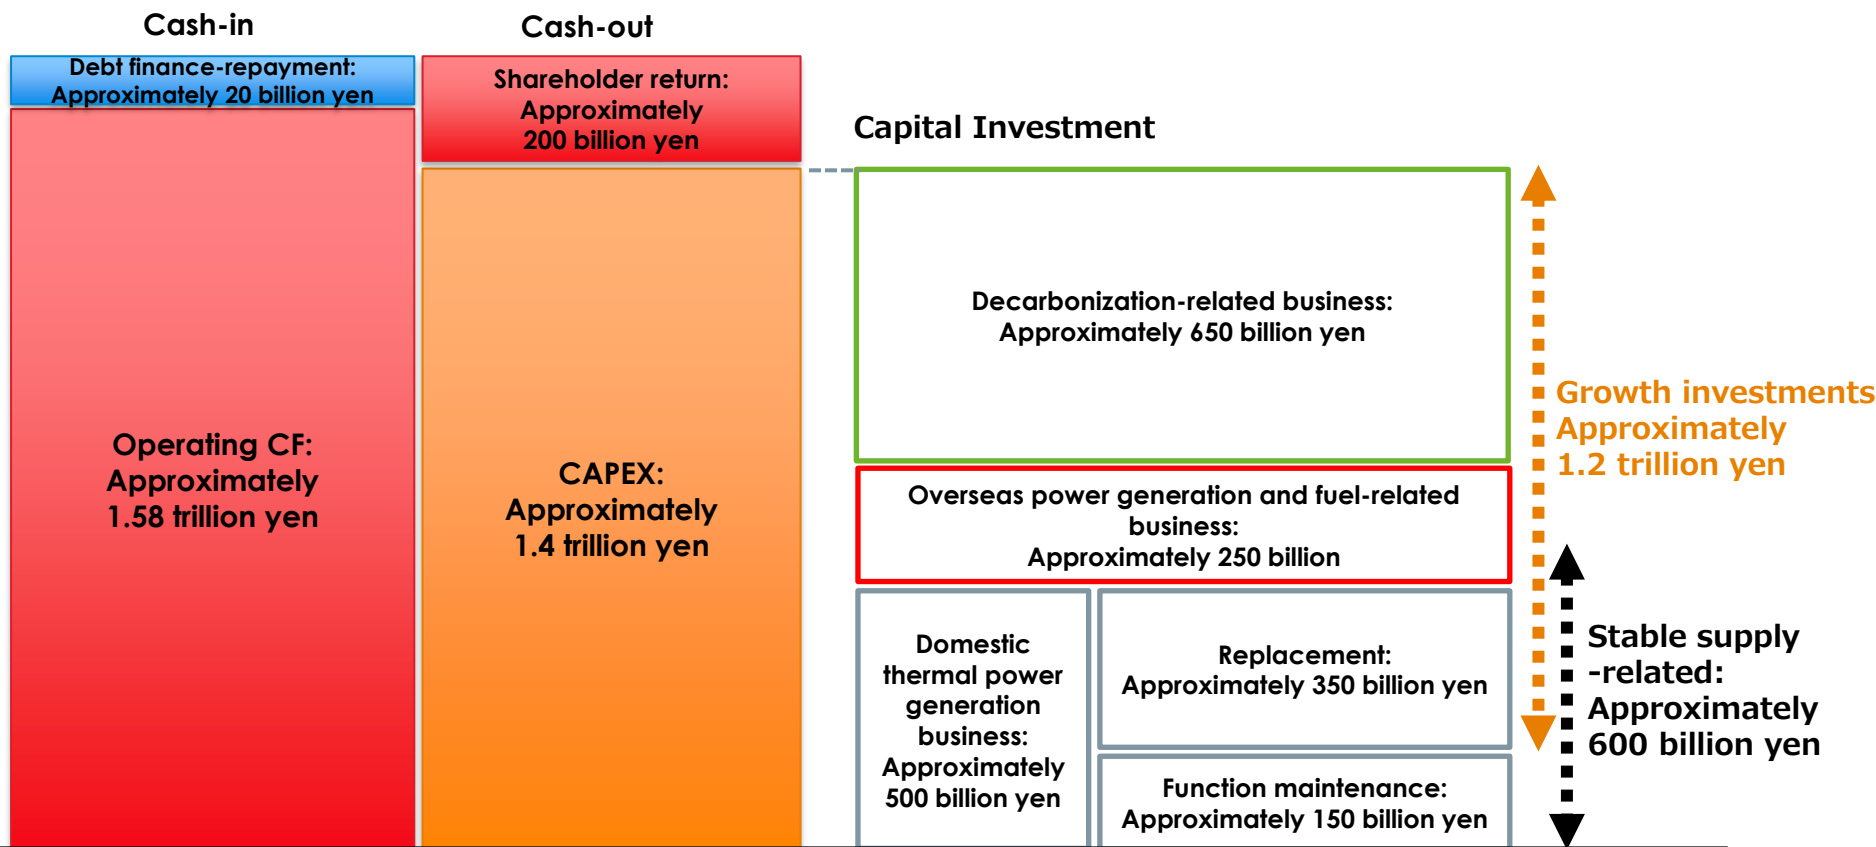 Cash-in
Cash-out
Debt finance-repayment:
Approximately 20 billion yen
Shareholder return:
Approximately
200 billion yen
Operating CF:
Approximately
1.58 trillion yen
CAPEX:
Approximately
1.4 trillion yen
Capital Investment
Decarbonization-related business:
Approximately 650 billion yen
Overseas power generation and fuel-related
business:
Approximately 250 billion
Domestic
thermal power
generation
business:
Approximately
500 billion yen
Replacement:
Approximately 350 billion yen
Function maintenance:
Approximately 150 billion yen
Growth investments
Approximately
1.2 trillion yen
Stable supply
-related:
Approximately
600 billion yen